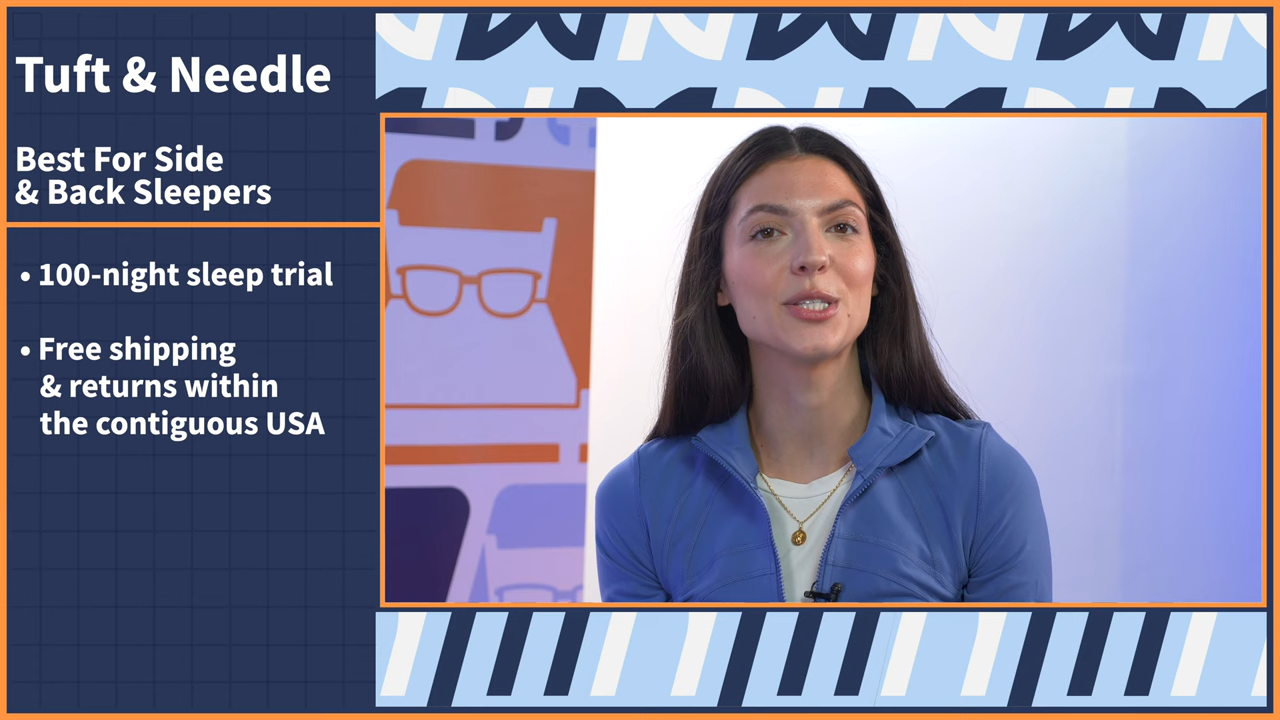 Tuft & Needle
Best For Side
& Back Sleepers
• 100-night sleep trial
• Free shipping
& returns within
the contiguous USA